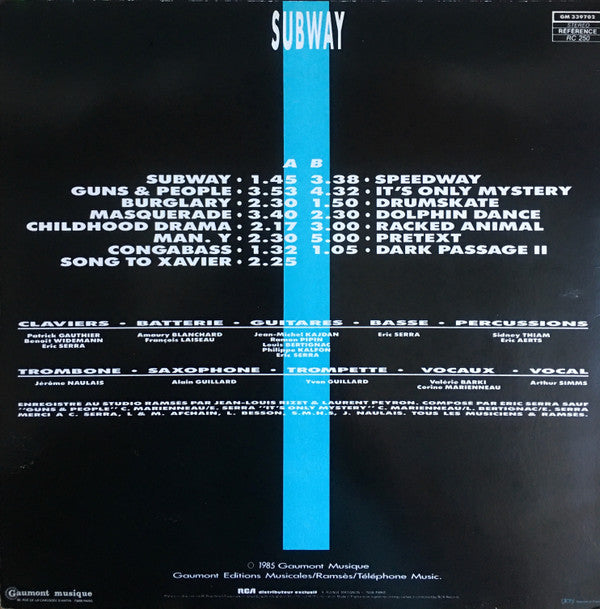 SUBWAY
GM 339702
STEREO
RÉFÉRENCE
RC 250
A B
SUBWAY • 1.45 3.38 • SPEEDWAY
GUNS & PEOPLE • 3.53 4.32 • IT'S ONLY MYSTERY
BURGLARY • 2.30 1.50 • DRUMSKATE
MASQUERADE • 3.40 2.30 • DOLPHIN DANCE
CHILDHOOD DRAMA • 2.17 3.00 • RACKED ANIMAL
MAN. Y • 2.30 5.00 • PRETEXT
CONGABASS • 1.32 1.05 • DARK PASSAGE II
SONG TO XAVIER • 2.25
CLAVIERS • BATTERIE • GUITARES • BASSE • PERCUSSIONS
Patrick GAUTHIER Amaury BLANCHARD Jean-Michel KAJDAN Eric SERRA Sidney THIAM
Benoît WIDEMANN François LAISEAU Ramon PIPIN Eric AERTS
Eric SERRA Louis BERTIGNAC
Philippe KALFON
Eric SERRA
TROMBONE • SAXOPHONE • TROMPETTE • VOCAUX • VOCAL
Jérôme NAULAIS Alain GUILLARD Yvon GUILLARD Valérie BARKI Arthur SIMMS
Corine MARIENNEAU
ENREGISTRE AU STUDIO RAMSÈS PAR JEAN-LOUIS BIZET & LAURENT PEYRON. COMPOSÉ PAR ERIC SERRA SAUF
"GUNS & PEOPLE" C. MARIENNEAU/E. SERRA "IT'S ONLY MYSTERY" C. MARIENNEAU/L. BERTIGNAC/E. SERRA
MERCI A C. SERRA, L & M. AFCHAIN, L. BESSON, S.M.H.S, J. NAULAIS. TOUS LES MUSICIENS & RAMSES.
© 1985 Gaumont Musique
Gaumont Editions Musicales/Ramsès/Téléphone Music.
Gaumont musique
RCA distributeur exclusif